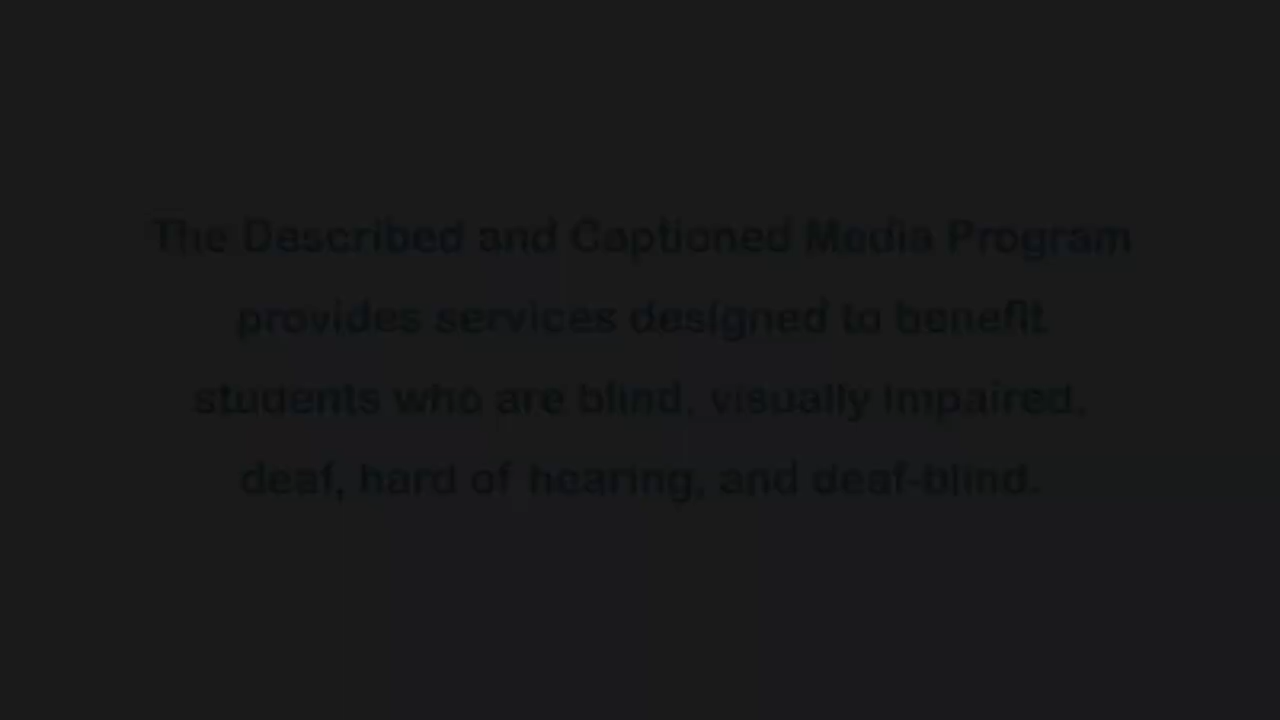 The Described and Captioned Media Program
provides services designed to benefit
students who are blind, visually impaired,
deaf, hard of hearing, and deaf-blind.